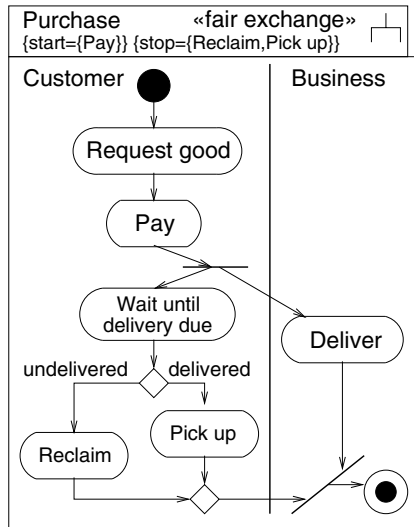 Purchase «fair exchange»
{start={Pay}} {stop={Reclaim,Pick up}}
Customer
Business
Request good
Pay
Wait until
delivery due
Deliver
undelivered
delivered
Pick up
Reclaim